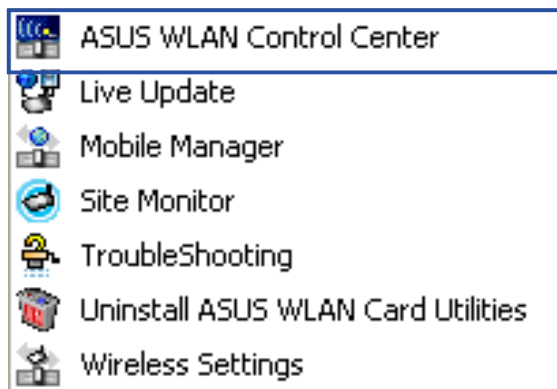 ASUS WLAN Control Center
Live Update
Mobile Manager
Site Monitor
TroubleShooting
Uninstall ASUS WLAN Card Utilities
Wireless Settings